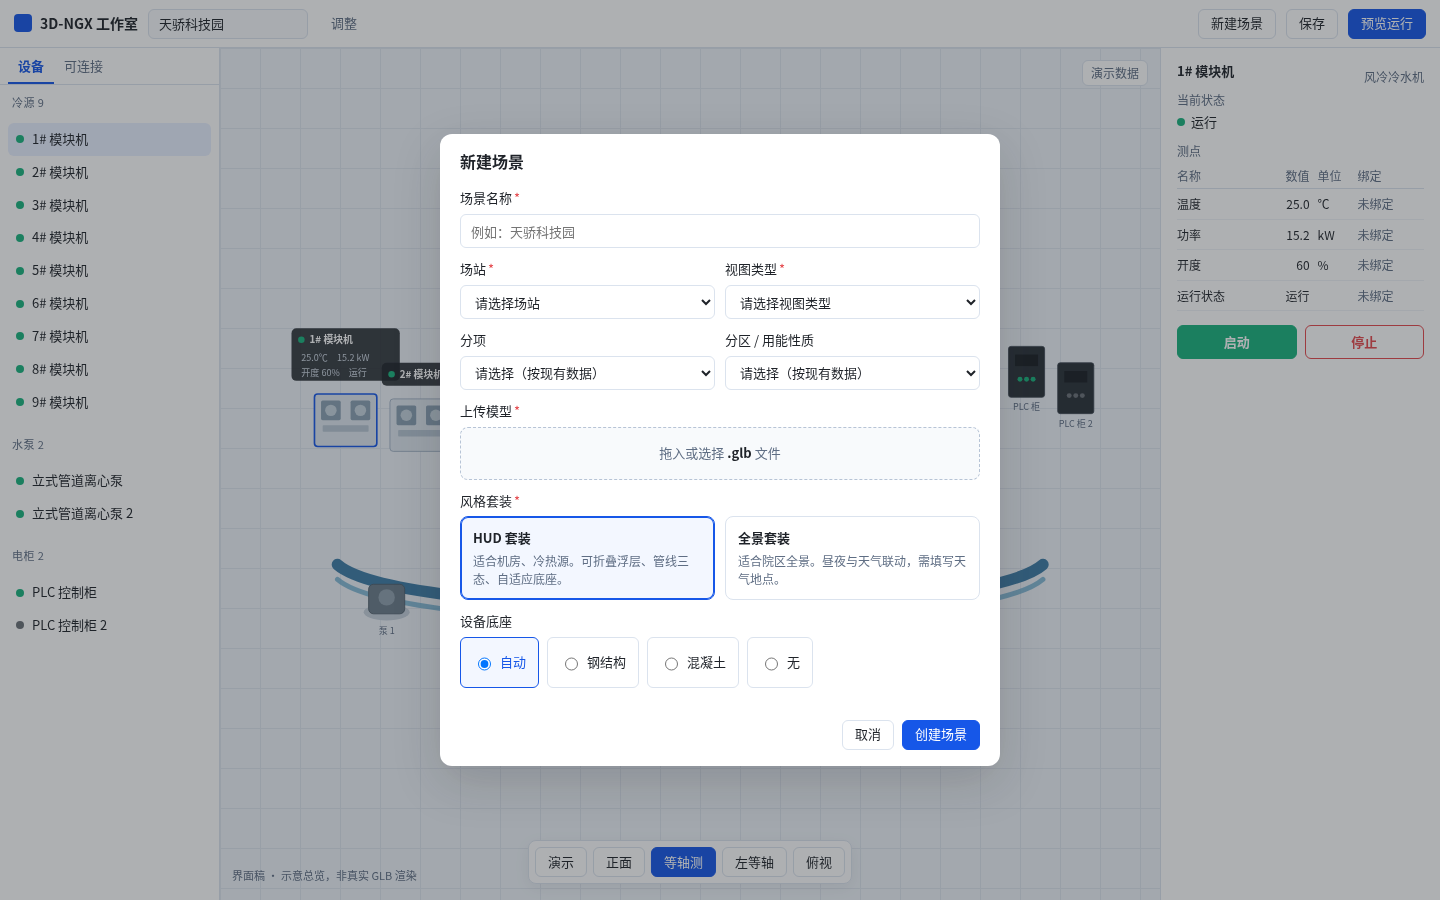 3D-NGX 工作室
天骄科技园
调整
新建场景
保存
预览运行
设备
可连接
冷源 9
1# 模块机
2# 模块机
3# 模块机
4# 模块机
5# 模块机
6# 模块机
7# 模块机
8# 模块机
9# 模块机
水泵 2
立式管道离心泵
立式管道离心泵 2
电柜 2
PLC 控制柜
PLC 控制柜 2
演示数据
1# 模块机
25.0℃ 15.2 kW
开度 60% 运行
2# 模块机
泵 1
PLC 柜
PLC 柜 2
新建场景
场景名称 *
例如：天骄科技园
场站 *
视图类型 *
请选择场站
请选择视图类型
分项
分区 / 用能性质
请选择（按现有数据）
请选择（按现有数据）
上传模型 *
拖入或选择 .glb 文件
风格套装 *
HUD 套装
适合机房、冷热源。可折叠浮层、管线三
态、自适应底座。
全景套装
适合院区全景。昼夜与天气联动，需填写天
气地点。
设备底座
自动
钢结构
混凝土
无
取消
创建场景
界面稿 · 示意总览，非真实 GLB 渲染
演示
正面
等轴测
左等轴
俯视
1# 模块机
风冷冷水机
当前状态
运行
测点
名称 数值 单位 绑定
温度 25.0 ℃ 未绑定
功率 15.2 kW 未绑定
开度 60 % 未绑定
运行状态 运行 未绑定
启动
停止